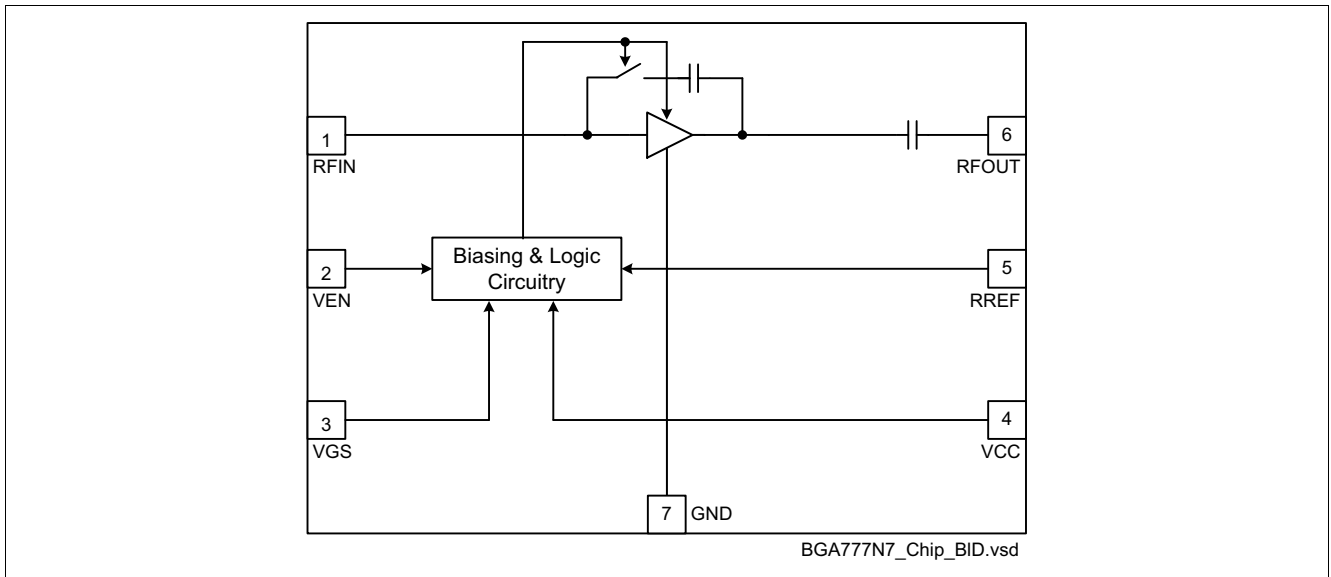 1
RFIN
6
RFOUT
Biasing & Logic
Circuitry
2
VEN
5
RREF
3
VGS
4
VCC
7
GND
BGA777N7_Chip_BID.vsd